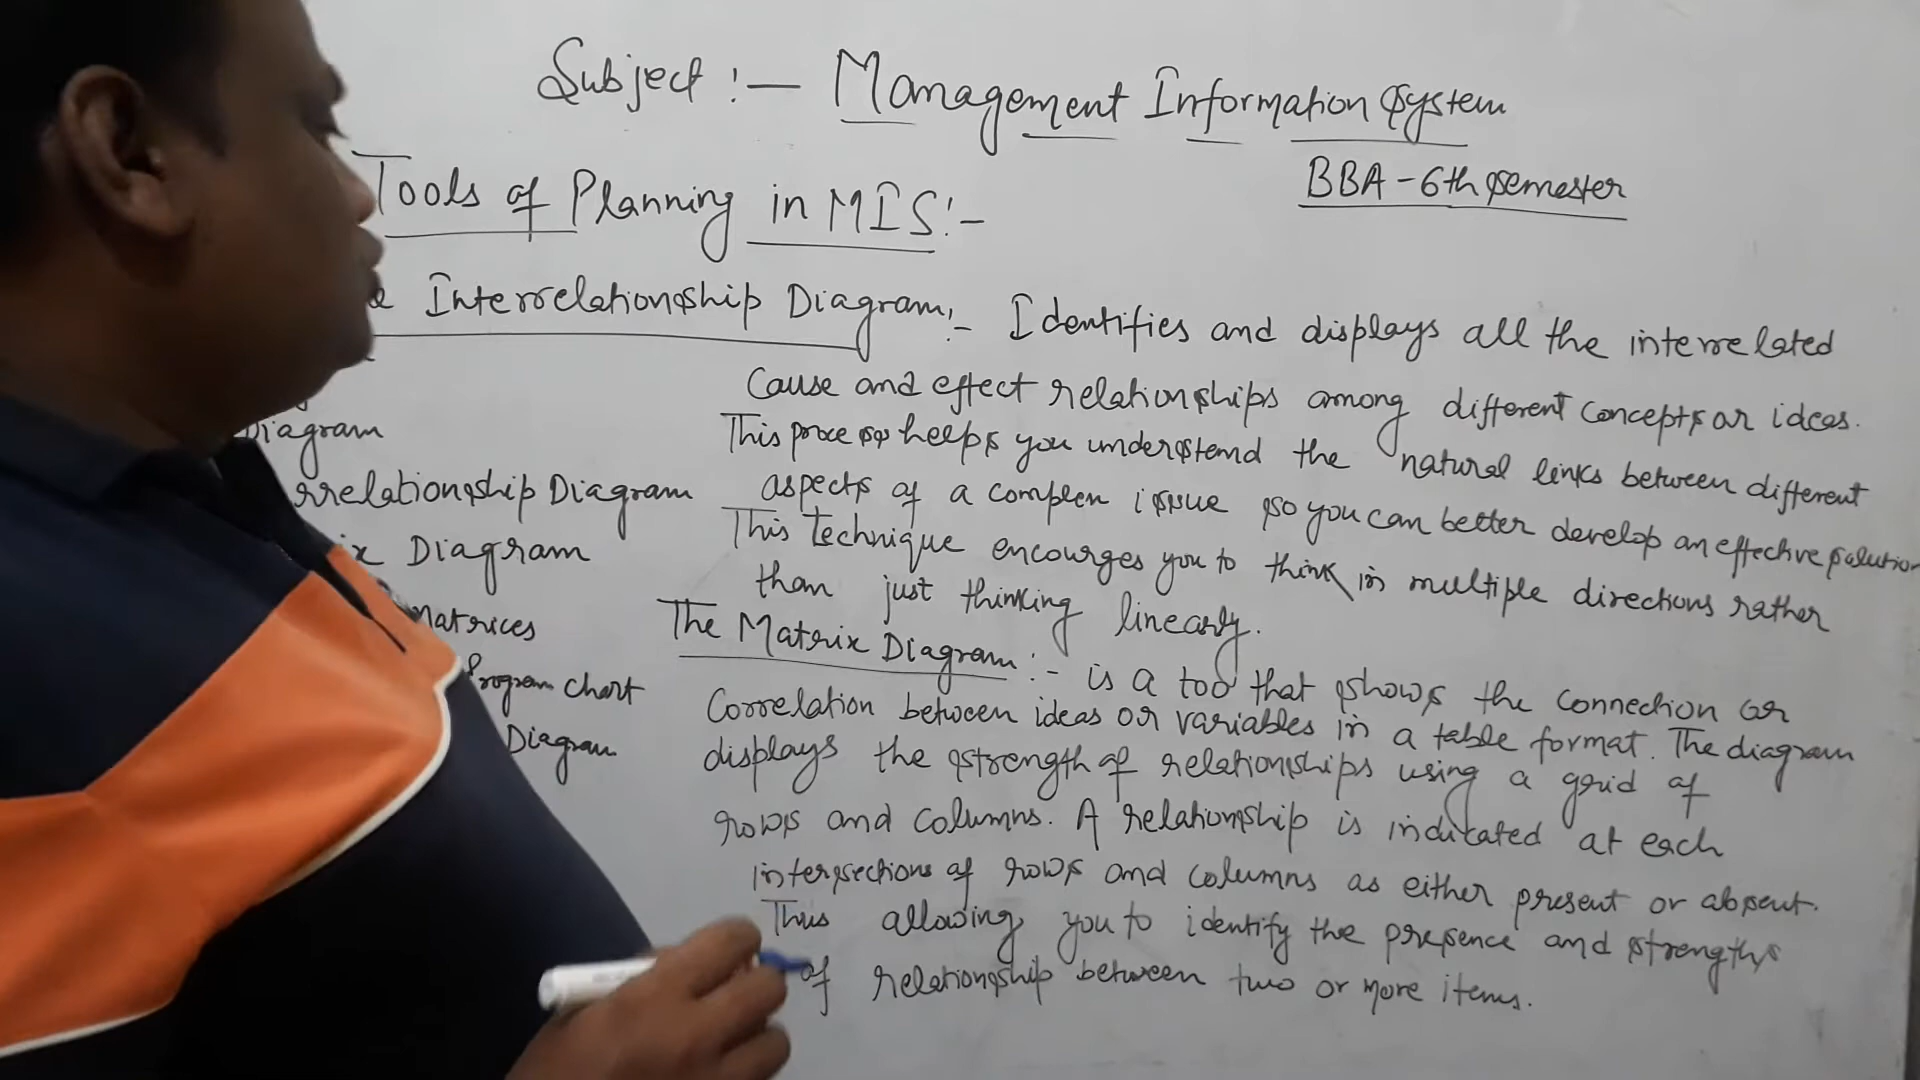 Subject :- Management Information System
BBA - 6th Semester
Tools of Planning in MIS :-
Interrelationship Diagram :- Identifies and displays all the interrelated
Cause and effect relationships among different concepts or ideas.
This process helps you understand the natural links between different
aspects of a complex issue so you can better develop an effective solution
This technique encourges you to think in multiple directions rather
than just thinking linearly.
The Matrix Diagram :- is a tool that shows the connection or
Correlation between ideas or variables in a table format. The diagram
displays the strength of relationships using a grid of
rows and columns. A relationship is indicated at each
intersections of rows and columns as either present or absent.
Thus allowing you to identify the presence and strengths
of relationship between two or more items.
Diagram
rrelationship Diagram
ix Diagram
Matrices
Program Chart
Diagram